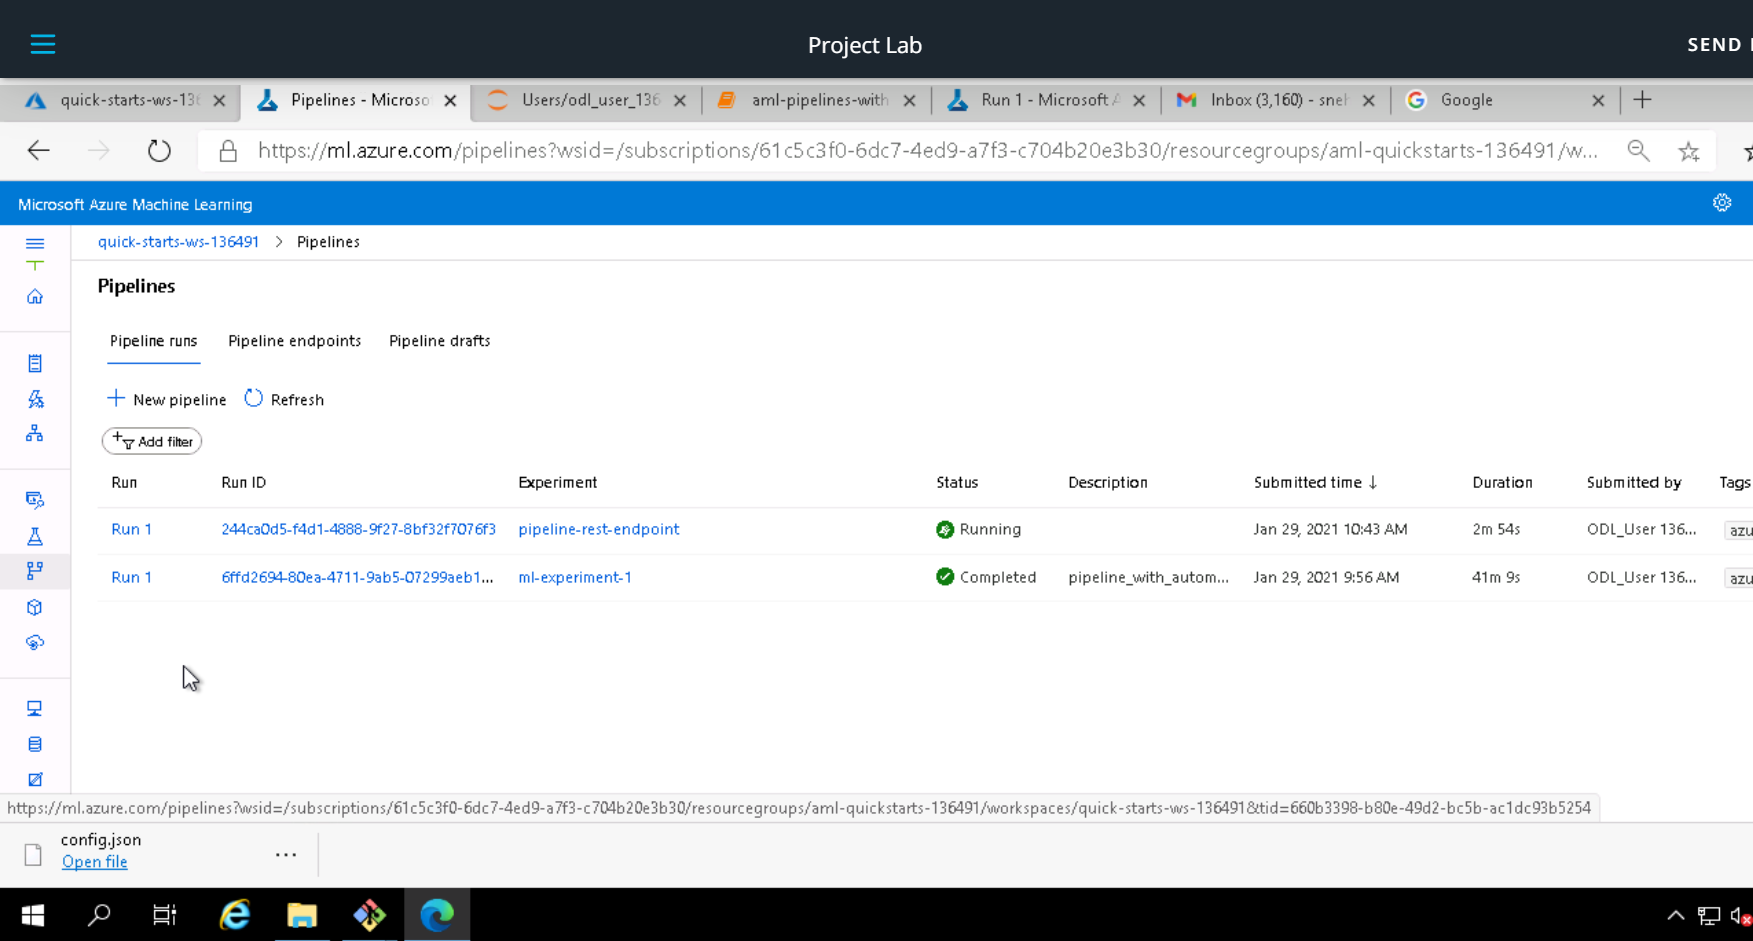 Project Lab
SEND
quick-starts-ws-136
Pipelines - Microso
Users/odl_user_136
aml-pipelines-with
Run 1 - Microsoft A
Inbox (3,160) - sneh
Google
https://ml.azure.com/pipelines?wsid=/subscriptions/61c5c3f0-6dc7-4ed9-a7f3-c704b20e3b30/resourcegroups/aml-quickstarts-136491/w...
Microsoft Azure Machine Learning
quick-starts-ws-136491 > Pipelines
Pipelines
Pipeline runs Pipeline endpoints Pipeline drafts
New pipeline Refresh
Add filter
Run Run ID Experiment Status Description Submitted time ↓ Duration Submitted by Tags
Run 1 244ca0d5-f4d1-4888-9f27-8bf32f7076f3 pipeline-rest-endpoint Running Jan 29, 2021 10:43 AM 2m 54s ODL_User 136... azu
Run 1 6ffd2694-80ea-4711-9ab5-07299aeb1... ml-experiment-1 Completed pipeline_with_autom... Jan 29, 2021 9:56 AM 41m 9s ODL_User 136... azu
https://ml.azure.com/pipelines?wsid=/subscriptions/61c5c3f0-6dc7-4ed9-a7f3-c704b20e3b30/resourcegroups/aml-quickstarts-136491/workspaces/quick-starts-ws-136491&tid=660b3398-b80e-49d2-bc5b-ac1dc93b5254
config.json
Open file
...